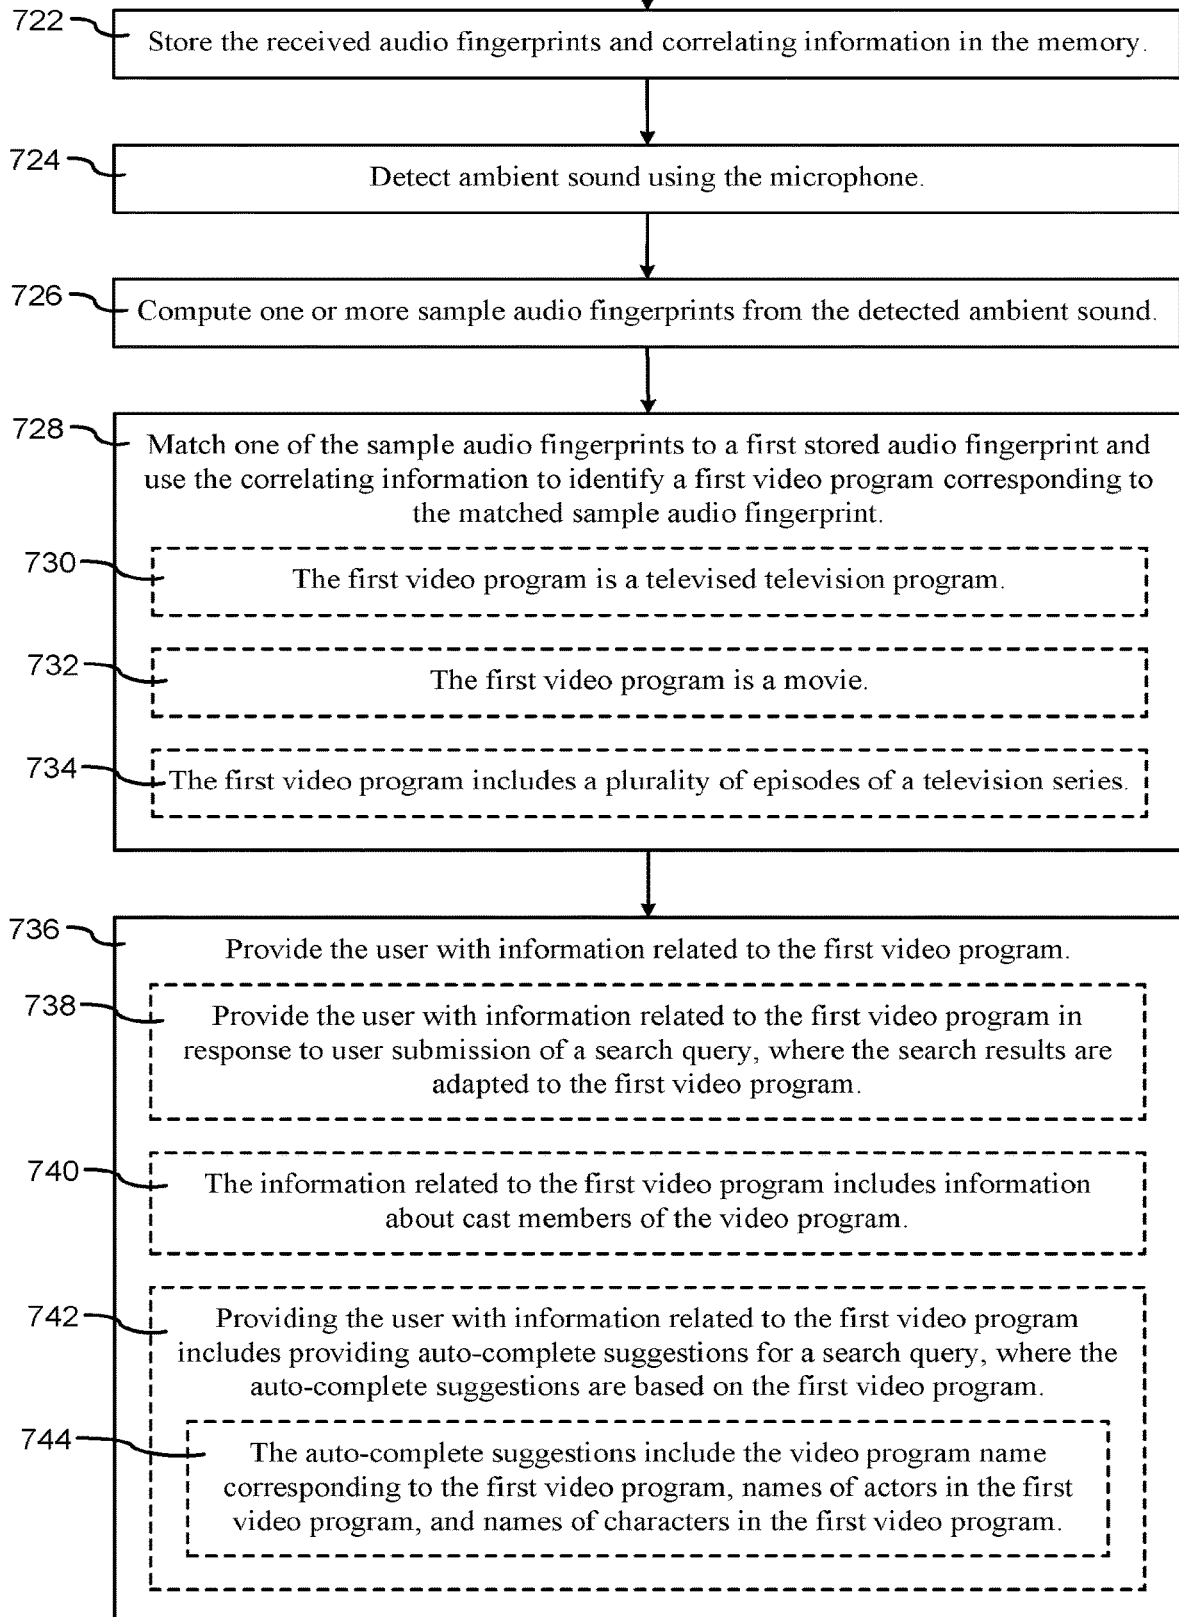 722
Store the received audio fingerprints and correlating information in the memory.
724
Detect ambient sound using the microphone.
726
Compute one or more sample audio fingerprints from the detected ambient sound.
728
Match one of the sample audio fingerprints to a first stored audio fingerprint and
use the correlating information to identify a first video program corresponding to
the matched sample audio fingerprint.
730
The first video program is a televised television program.
732
The first video program is a movie.
734
The first video program includes a plurality of episodes of a television series.
736
Provide the user with information related to the first video program.
738
Provide the user with information related to the first video program in
response to user submission of a search query, where the search results are
adapted to the first video program.
740
The information related to the first video program includes information
about cast members of the video program.
742
Providing the user with information related to the first video program
includes providing auto-complete suggestions for a search query, where the
auto-complete suggestions are based on the first video program.
744
The auto-complete suggestions include the video program name
corresponding to the first video program, names of actors in the first
video program, and names of characters in the first video program.